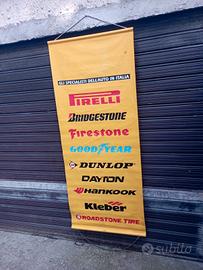 GLI SPECIALISTI DELL'AUTO IN ITALIA
PIRELLI
BRIDGESTONE
Firestone
GOODYEAR
DUNLOP
DAYTON
HANKOOK
Kleber
ROADSTONE TIRE
subito